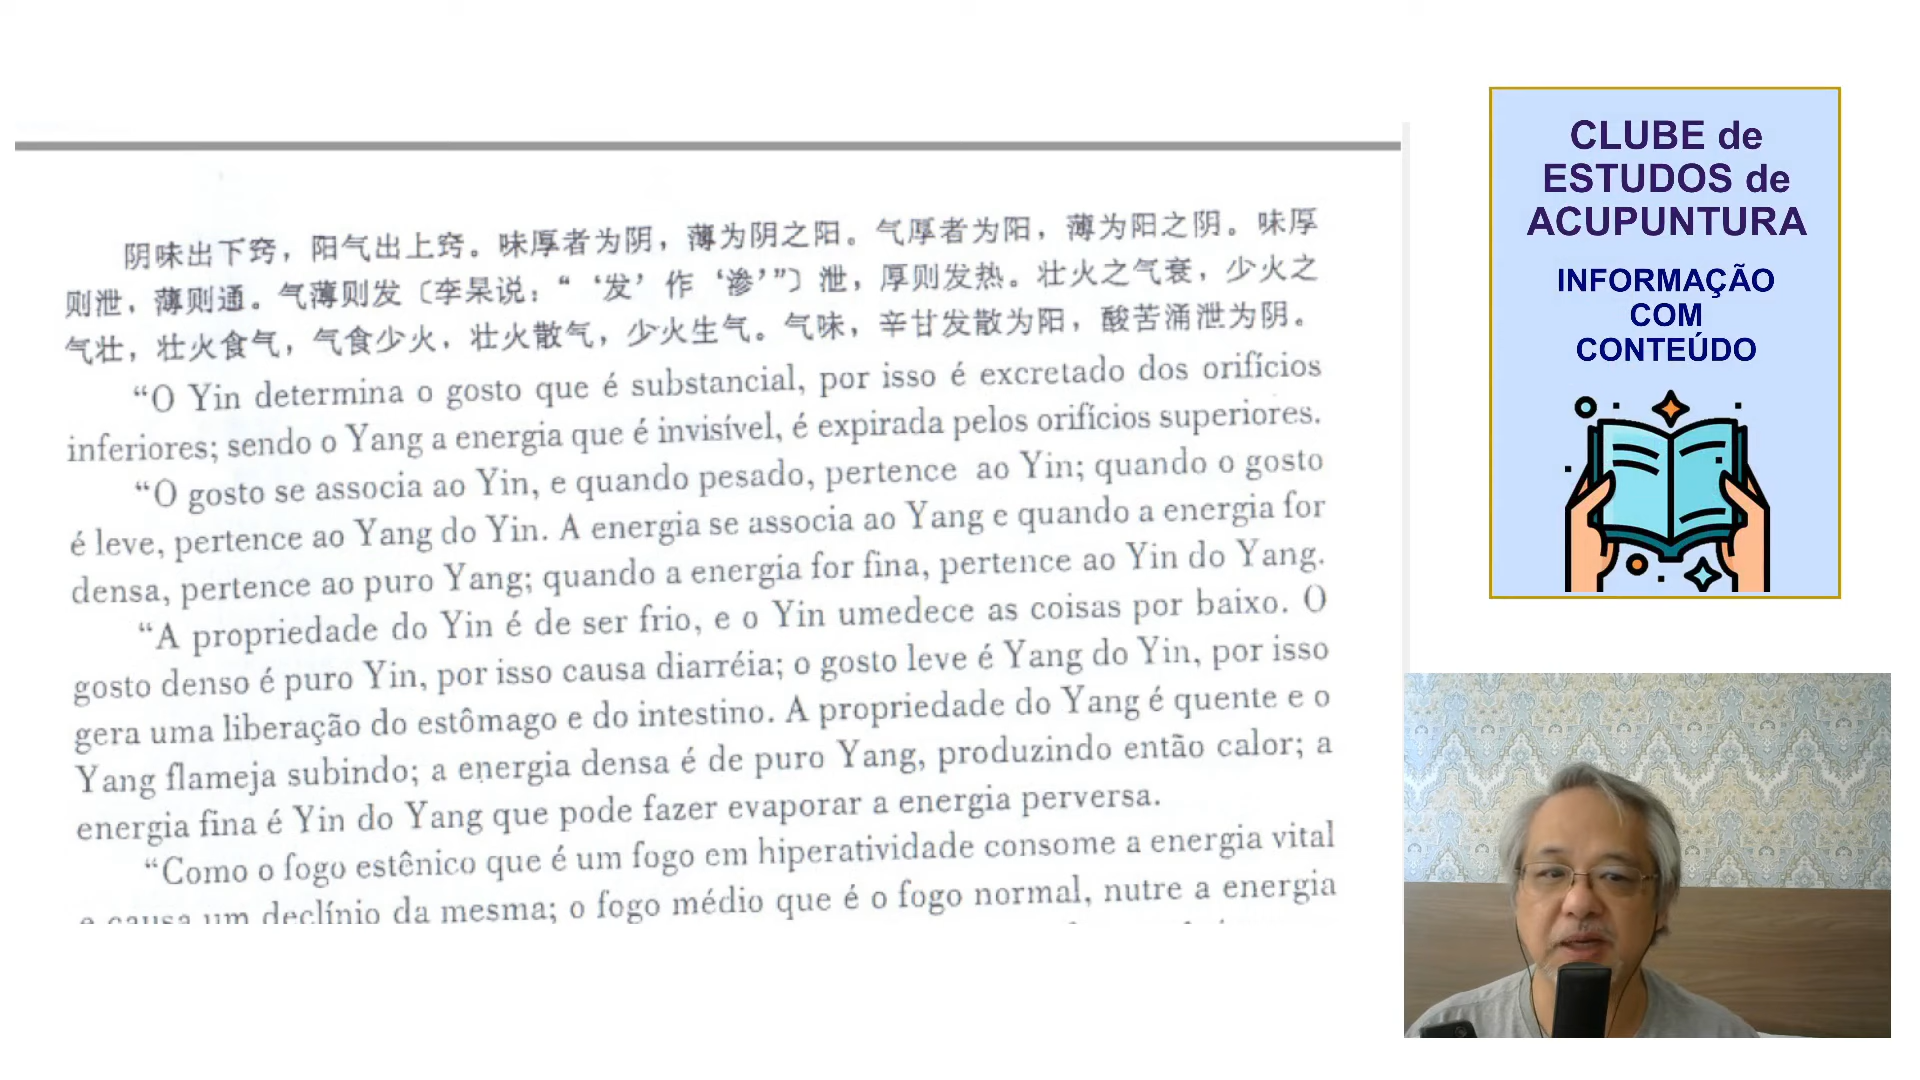 阴味出下窍，阳气出上窍。味厚者为阴，薄为阴之阳。气厚者为阳，薄为阳之阴。味厚
则泄，薄则通。气薄则发〔李杲说：“‘发’作‘渗’”〕泄，厚则发热。壮火之气衰，少火之
气壮，壮火食气，气食少火，壮火散气，少火生气。气味，辛甘发散为阳，酸苦涌泄为阴。
“O Yin determina o gosto que é substancial, por isso é excretado dos orifícios
inferiores; sendo o Yang a energia que é invisível, é expirada pelos orifícios superiores.
“O gosto se associa ao Yin, e quando pesado, pertence ao Yin; quando o gosto
é leve, pertence ao Yang do Yin. A energia se associa ao Yang e quando a energia for
densa, pertence ao puro Yang; quando a energia for fina, pertence ao Yin do Yang.
“A propriedade do Yin é de ser frio, e o Yin umedece as coisas por baixo. O
gosto denso é puro Yin, por isso causa diarréia; o gosto leve é Yang do Yin, por isso
gera uma liberação do estômago e do intestino. A propriedade do Yang é quente e o
Yang flameja subindo; a energia densa é de puro Yang, produzindo então calor; a
energia fina é Yin do Yang que pode fazer evaporar a energia perversa.
“Como o fogo estênico que é um fogo em hiperatividade consome a energia vital
e causa um declínio da mesma; o fogo médio que é o fogo normal, nutre a energia
CLUBE de
ESTUDOS de
ACUPUNTURA
INFORMAÇÃO
COM
CONTEÚDO